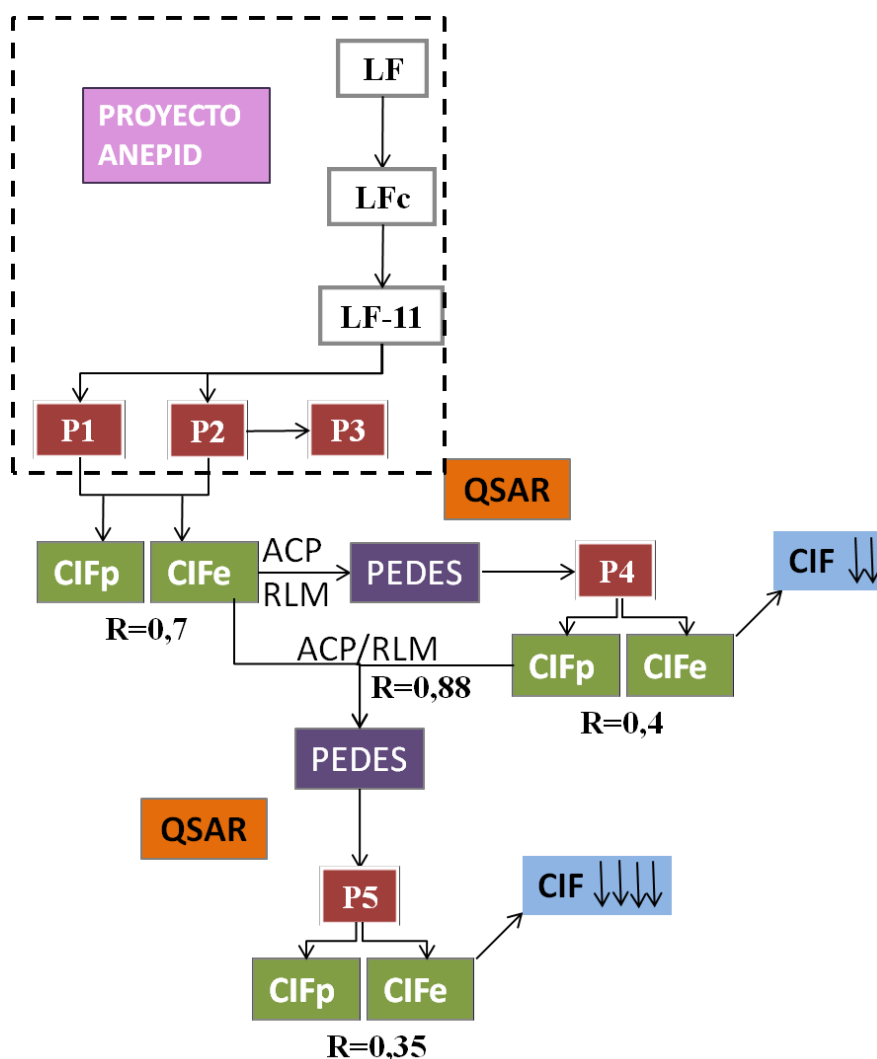 LF
PROYECTO
ANEPID
LFc
LF-11
P1
P2
P3
QSAR
CIFp
CIFe
ACP
RLM
PEDES
P4
CIF ↓↓
R=0,7
ACP/RLM
R=0,88
CIFp
CIFe
R=0,4
PEDES
QSAR
P5
CIF ↓↓↓↓
CIFp
CIFe
R=0,35